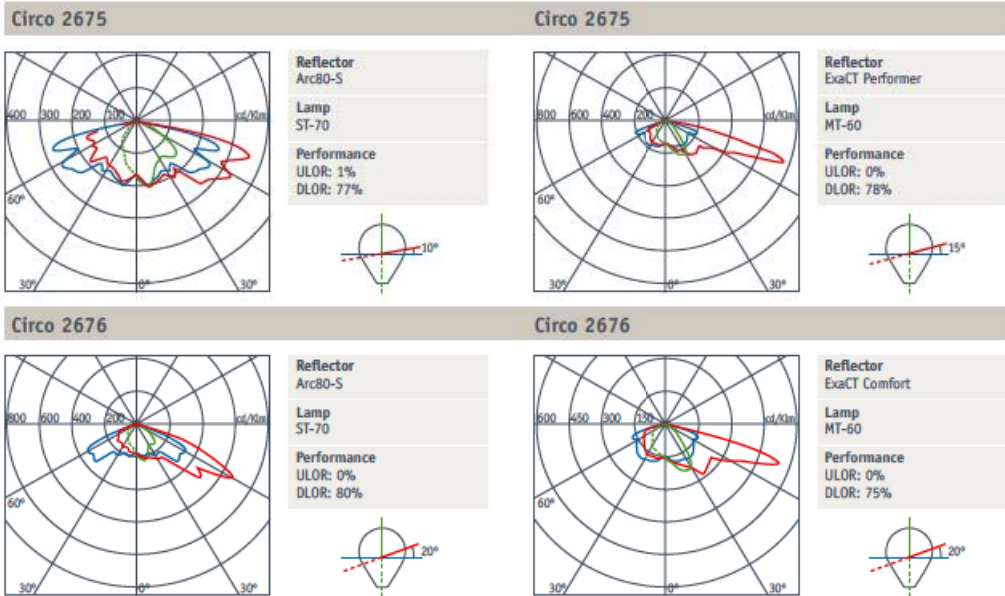 Circo 2675
400 300 200 100 cd/Klm
60°
30° 0° 30°
Reflector
Arc80-S
Lamp
ST-70
Performance
ULOR: 1%
DLOR: 77%
10°
Circo 2675
800 600 400 200 cd/Klm
60°
30° 0° 30°
Reflector
ExaCT Performer
Lamp
MT-60
Performance
ULOR: 0%
DLOR: 78%
15°
Circo 2676
800 600 400 200 cd/Klm
60°
30° 0° 30°
Reflector
Arc80-S
Lamp
ST-70
Performance
ULOR: 0%
DLOR: 80%
20°
Circo 2676
600 450 300 150 cd/Klm
60°
30° 0° 30°
Reflector
ExaCT Comfort
Lamp
MT-60
Performance
ULOR: 0%
DLOR: 75%
20°